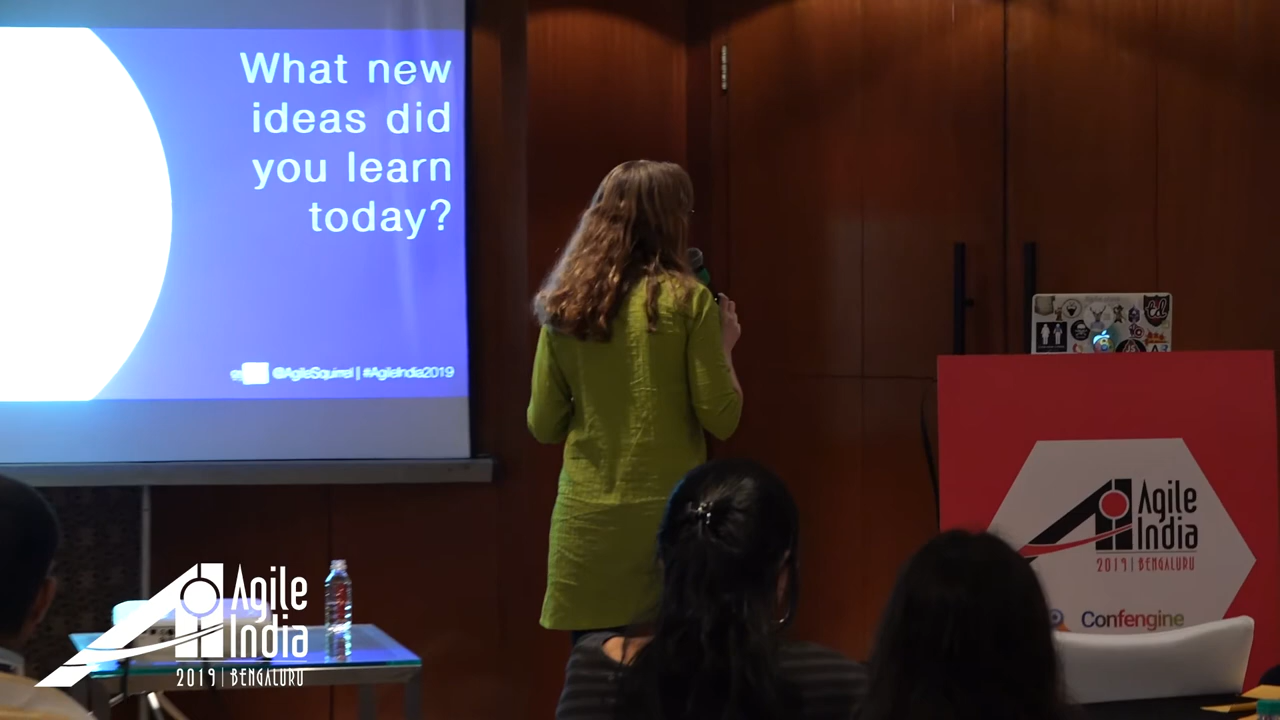 What new
ideas did
you learn
today?
@AgileSquirrel | #AgileIndia2019
Agile
India
2019 | BENGALURU
Confengine
Agile
India
2019 | BENGALURU